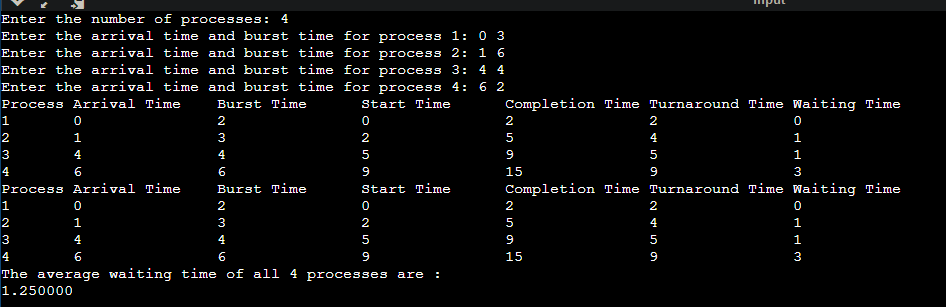 input
Enter the number of processes: 4
Enter the arrival time and burst time for process 1: 0 3
Enter the arrival time and burst time for process 2: 1 6
Enter the arrival time and burst time for process 3: 4 4
Enter the arrival time and burst time for process 4: 6 2
Process Arrival Time Burst Time Start Time Completion Time Turnaround Time Waiting Time
1 0 2 0 2 2 0
2 1 3 2 5 4 1
3 4 4 5 9 5 1
4 6 6 9 15 9 3
Process Arrival Time Burst Time Start Time Completion Time Turnaround Time Waiting Time
1 0 2 0 2 2 0
2 1 3 2 5 4 1
3 4 4 5 9 5 1
4 6 6 9 15 9 3
The average waiting time of all 4 processes are :
1.250000